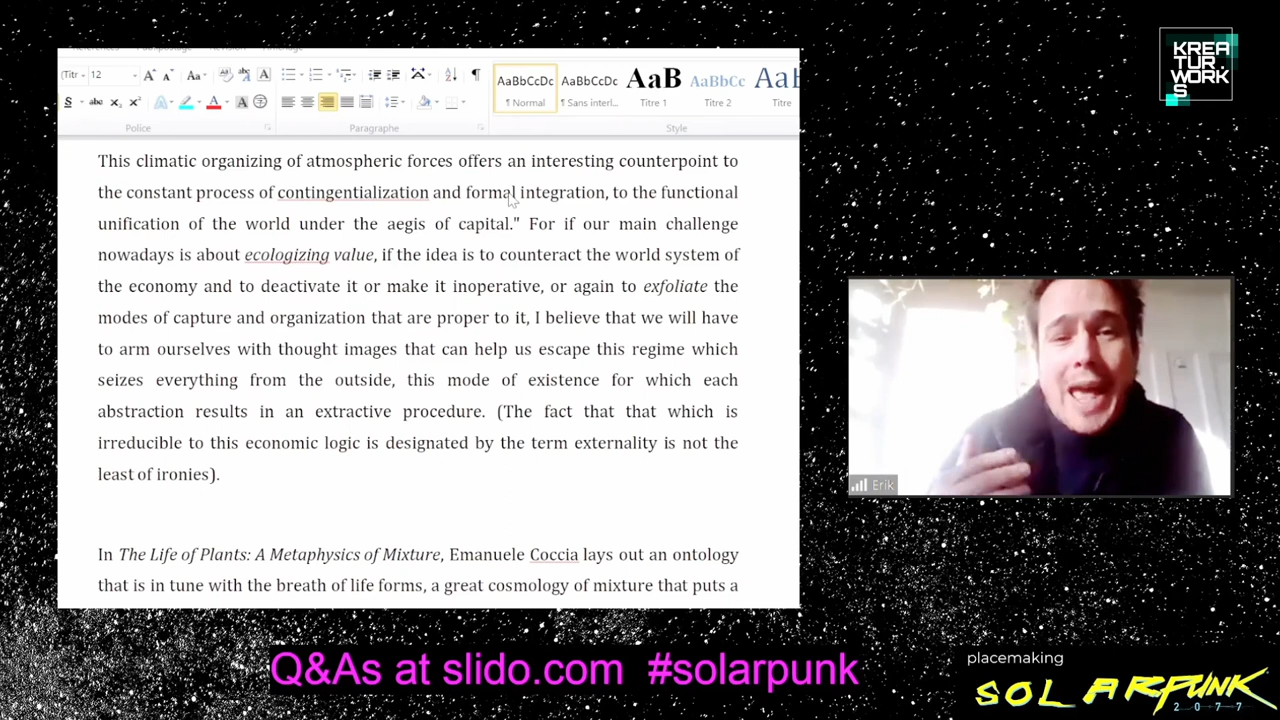 KREA
TUR.
WORK
S
(Titr 12 Aa
AaBbCcDc AaBbCcDc AaB AaBbCc AaB
¶ Normal ¶ Sans interl... Titre 1 Titre 2 Titre
S abc x₂ x² A A A
Police Paragraphe Style
This climatic organizing of atmospheric forces offers an interesting counterpoint to
the constant process of contingentialization and formal integration, to the functional
unification of the world under the aegis of capital." For if our main challenge
nowadays is about ecologizing value, if the idea is to counteract the world system of
the economy and to deactivate it or make it inoperative, or again to exfoliate the
modes of capture and organization that are proper to it, I believe that we will have
to arm ourselves with thought images that can help us escape this regime which
seizes everything from the outside, this mode of existence for which each
abstraction results in an extractive procedure. (The fact that that which is
irreducible to this economic logic is designated by the term externality is not the
least of ironies).
In The Life of Plants: A Metaphysics of Mixture, Emanuele Coccia lays out an ontology
that is in tune with the breath of life forms, a great cosmology of mixture that puts a
Erik
Q&As at slido.com #solarpunk
placemaking
SOLARPUNK
2077